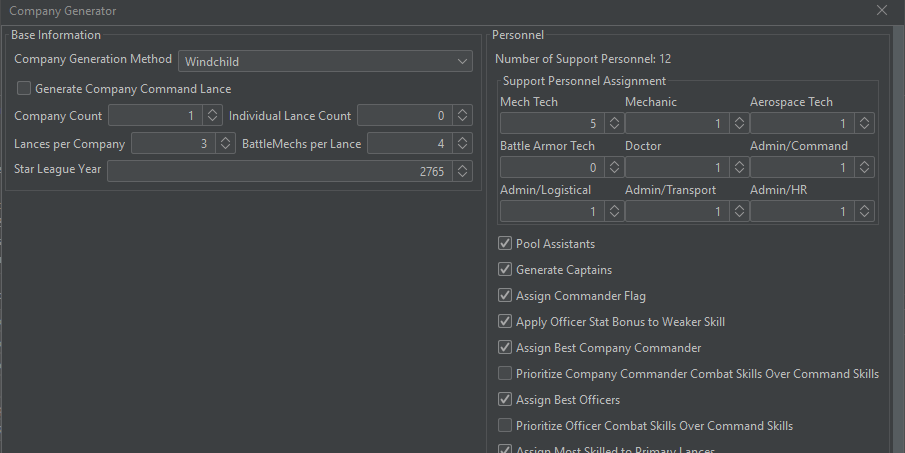 Company Generator
Base Information
Company Generation Method Windchild
Generate Company Command Lance
Company Count 1 Individual Lance Count 0
Lances per Company 3 BattleMechs per Lance 4
Star League Year 2765
Personnel
Number of Support Personnel: 12
Support Personnel Assignment
Mech Tech Mechanic Aerospace Tech
5 1 1
Battle Armor Tech Doctor Admin/Command
0 1 1
Admin/Logistical Admin/Transport Admin/HR
1 1 1
Pool Assistants
Generate Captains
Assign Commander Flag
Apply Officer Stat Bonus to Weaker Skill
Assign Best Company Commander
Prioritize Company Commander Combat Skills Over Command Skills
Assign Best Officers
Prioritize Officer Combat Skills Over Command Skills
Assign Most Skilled to Primary Lances